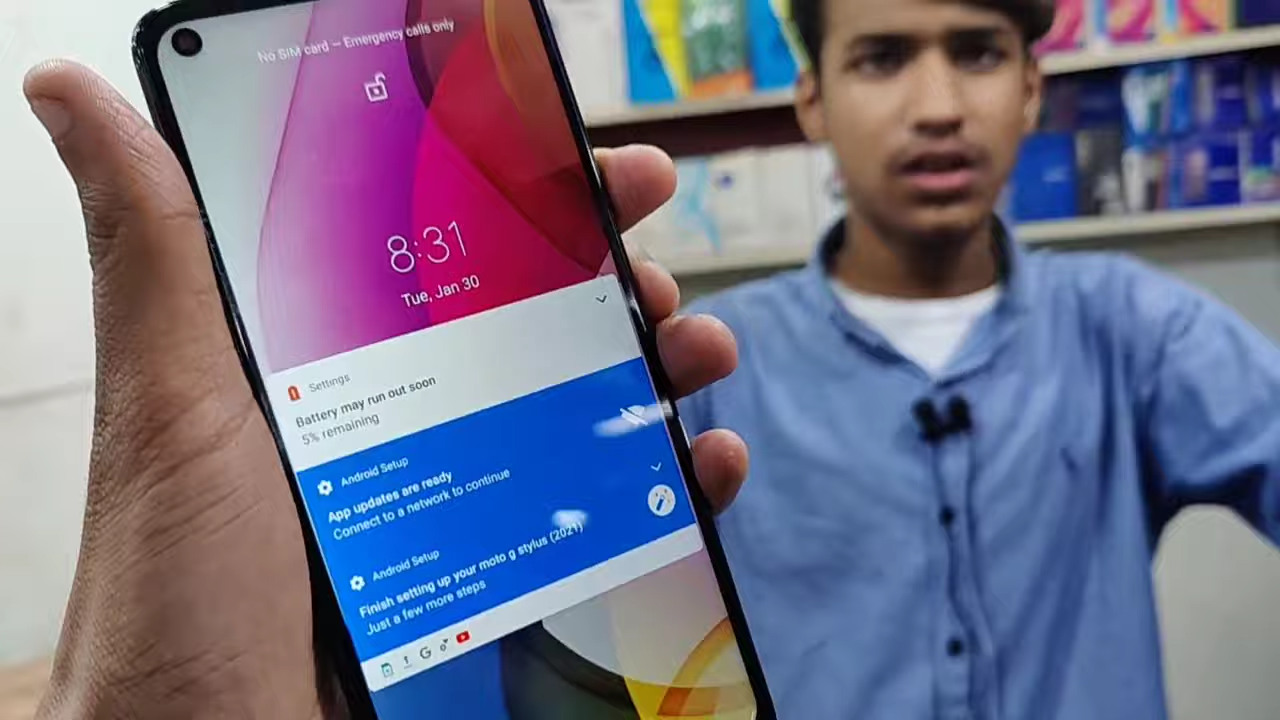 No SIM card — Emergency calls only
8:31
Tue, Jan 30
Settings
Battery may run out soon
5% remaining
Android Setup
App updates are ready
Connect to a network to continue
Android Setup
Finish setting up your moto g stylus (2021)
Just a few more steps
G